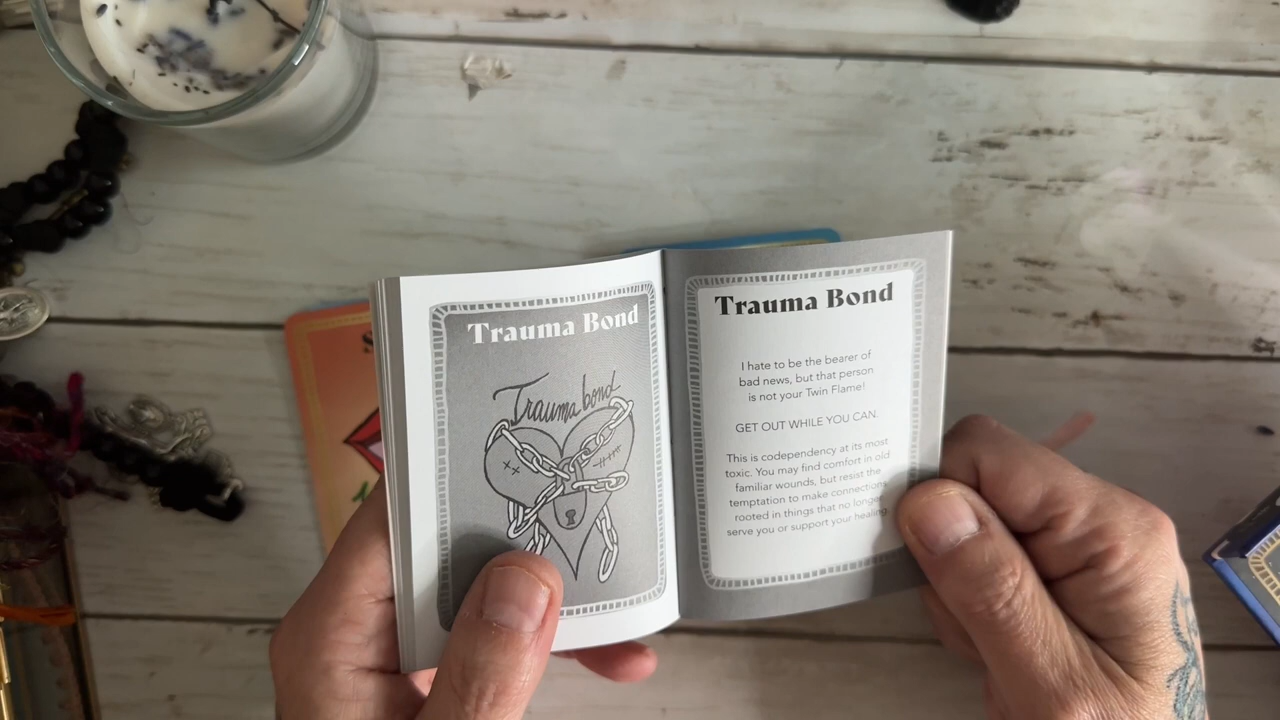 Trauma Bond
Trauma bond
Trauma Bond
I hate to be the bearer of
bad news, but that person
is not your Twin Flame!
GET OUT WHILE YOU CAN.
This is codependency at its most
toxic. You may find comfort in old
familiar wounds, but resist the
temptation to make connections
rooted in things that no longer
serve you or support your healing.